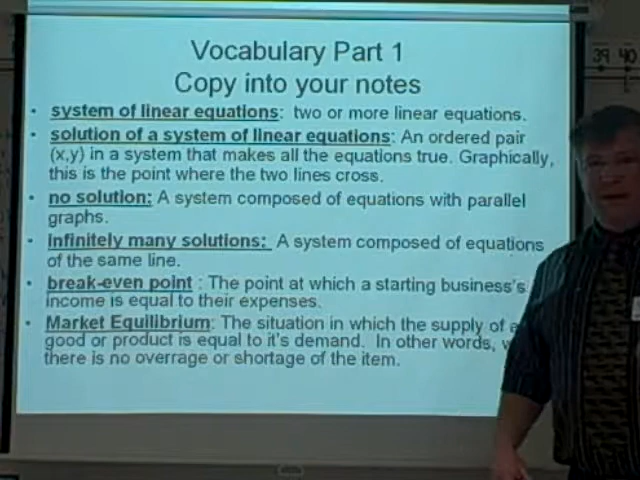 Vocabulary Part 1
Copy into your notes
• system of linear equations: two or more linear equations.
• solution of a system of linear equations: An ordered pair
(x,y) in a system that makes all the equations true. Graphically,
this is the point where the two lines cross.
• no solution: A system composed of equations with parallel
graphs.
• Infinitely many solutions: A system composed of equations
of the same line.
• break-even point : The point at which a starting business's
income is equal to their expenses.
• Market Equilibrium: The situation in which the supply of a
good or product is equal to it's demand. In other words,
there is no overrage or shortage of the item.
39 40